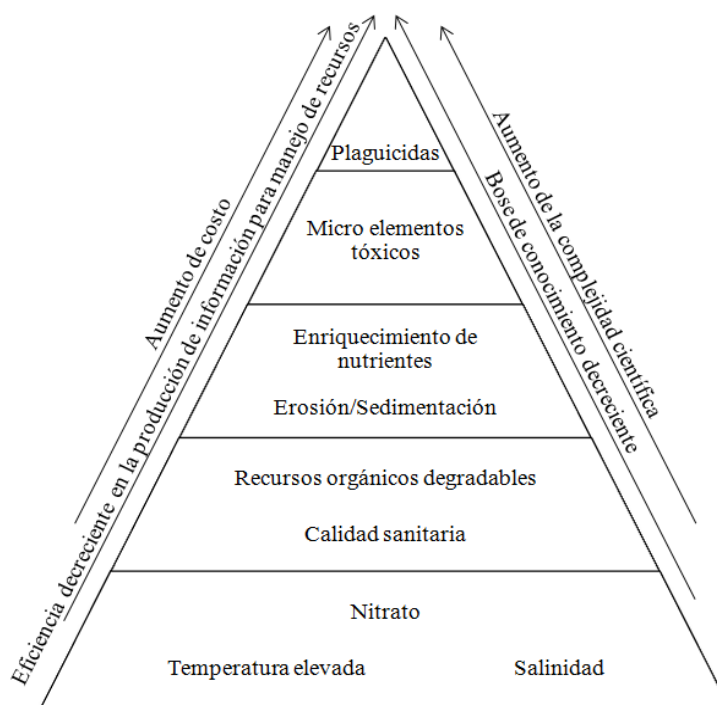 Plaguicidas
Micro elementos
tóxicos
Enriquecimiento de
nutrientes
Erosión/Sedimentación
Recursos orgánicos degradables
Calidad sanitaria
Nitrato
Temperatura elevada
Salinidad
Aumento de costo
Eficiencia decreciente en la producción de información para manejo de recursos
Bose de conocimiento decreciente
Aumento de la complejidad científica